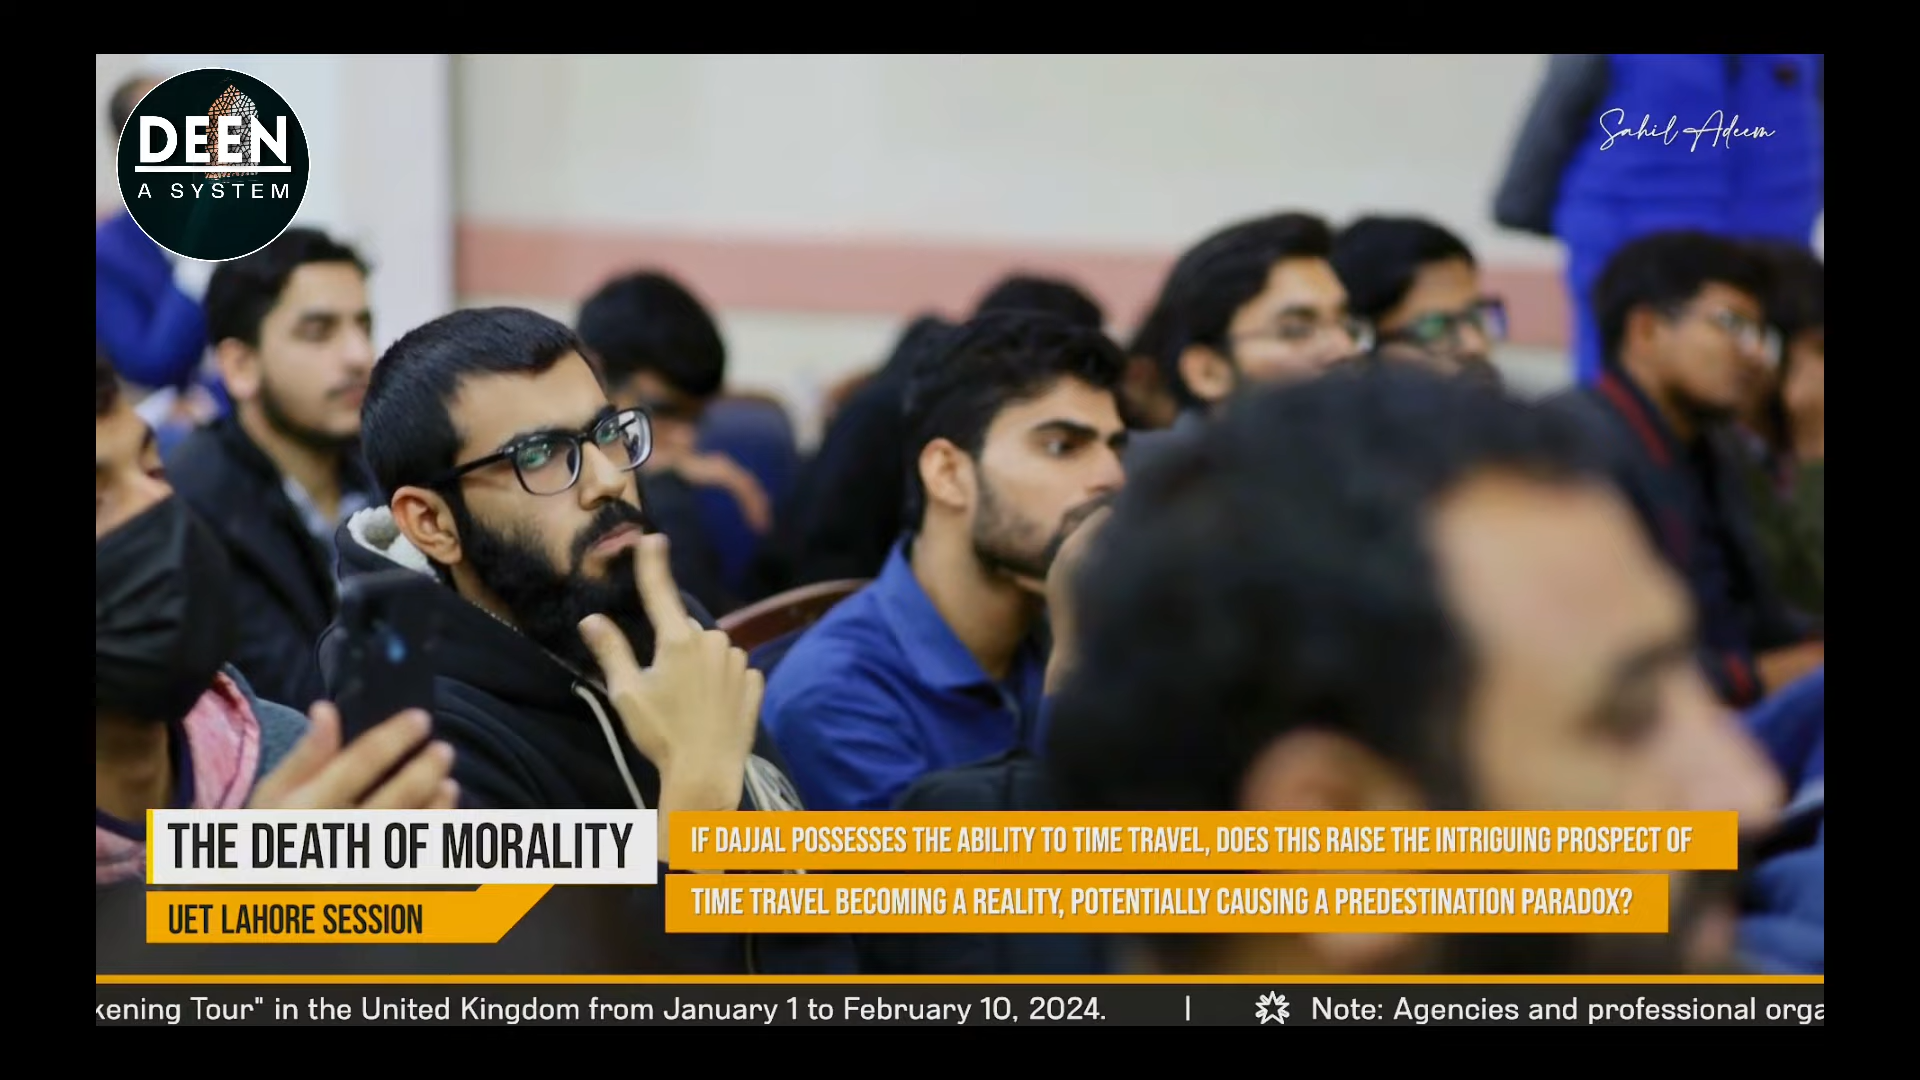 DEEN
A SYSTEM
Sahil Adeem
THE DEATH OF MORALITY
UET LAHORE SESSION
IF DAJJAL POSSESSES THE ABILITY TO TIME TRAVEL, DOES THIS RAISE THE INTRIGUING PROSPECT OF
TIME TRAVEL BECOMING A REALITY, POTENTIALLY CAUSING A PREDESTINATION PARADOX?
kening Tour" in the United Kingdom from January 1 to February 10, 2024. | Note: Agencies and professional orga